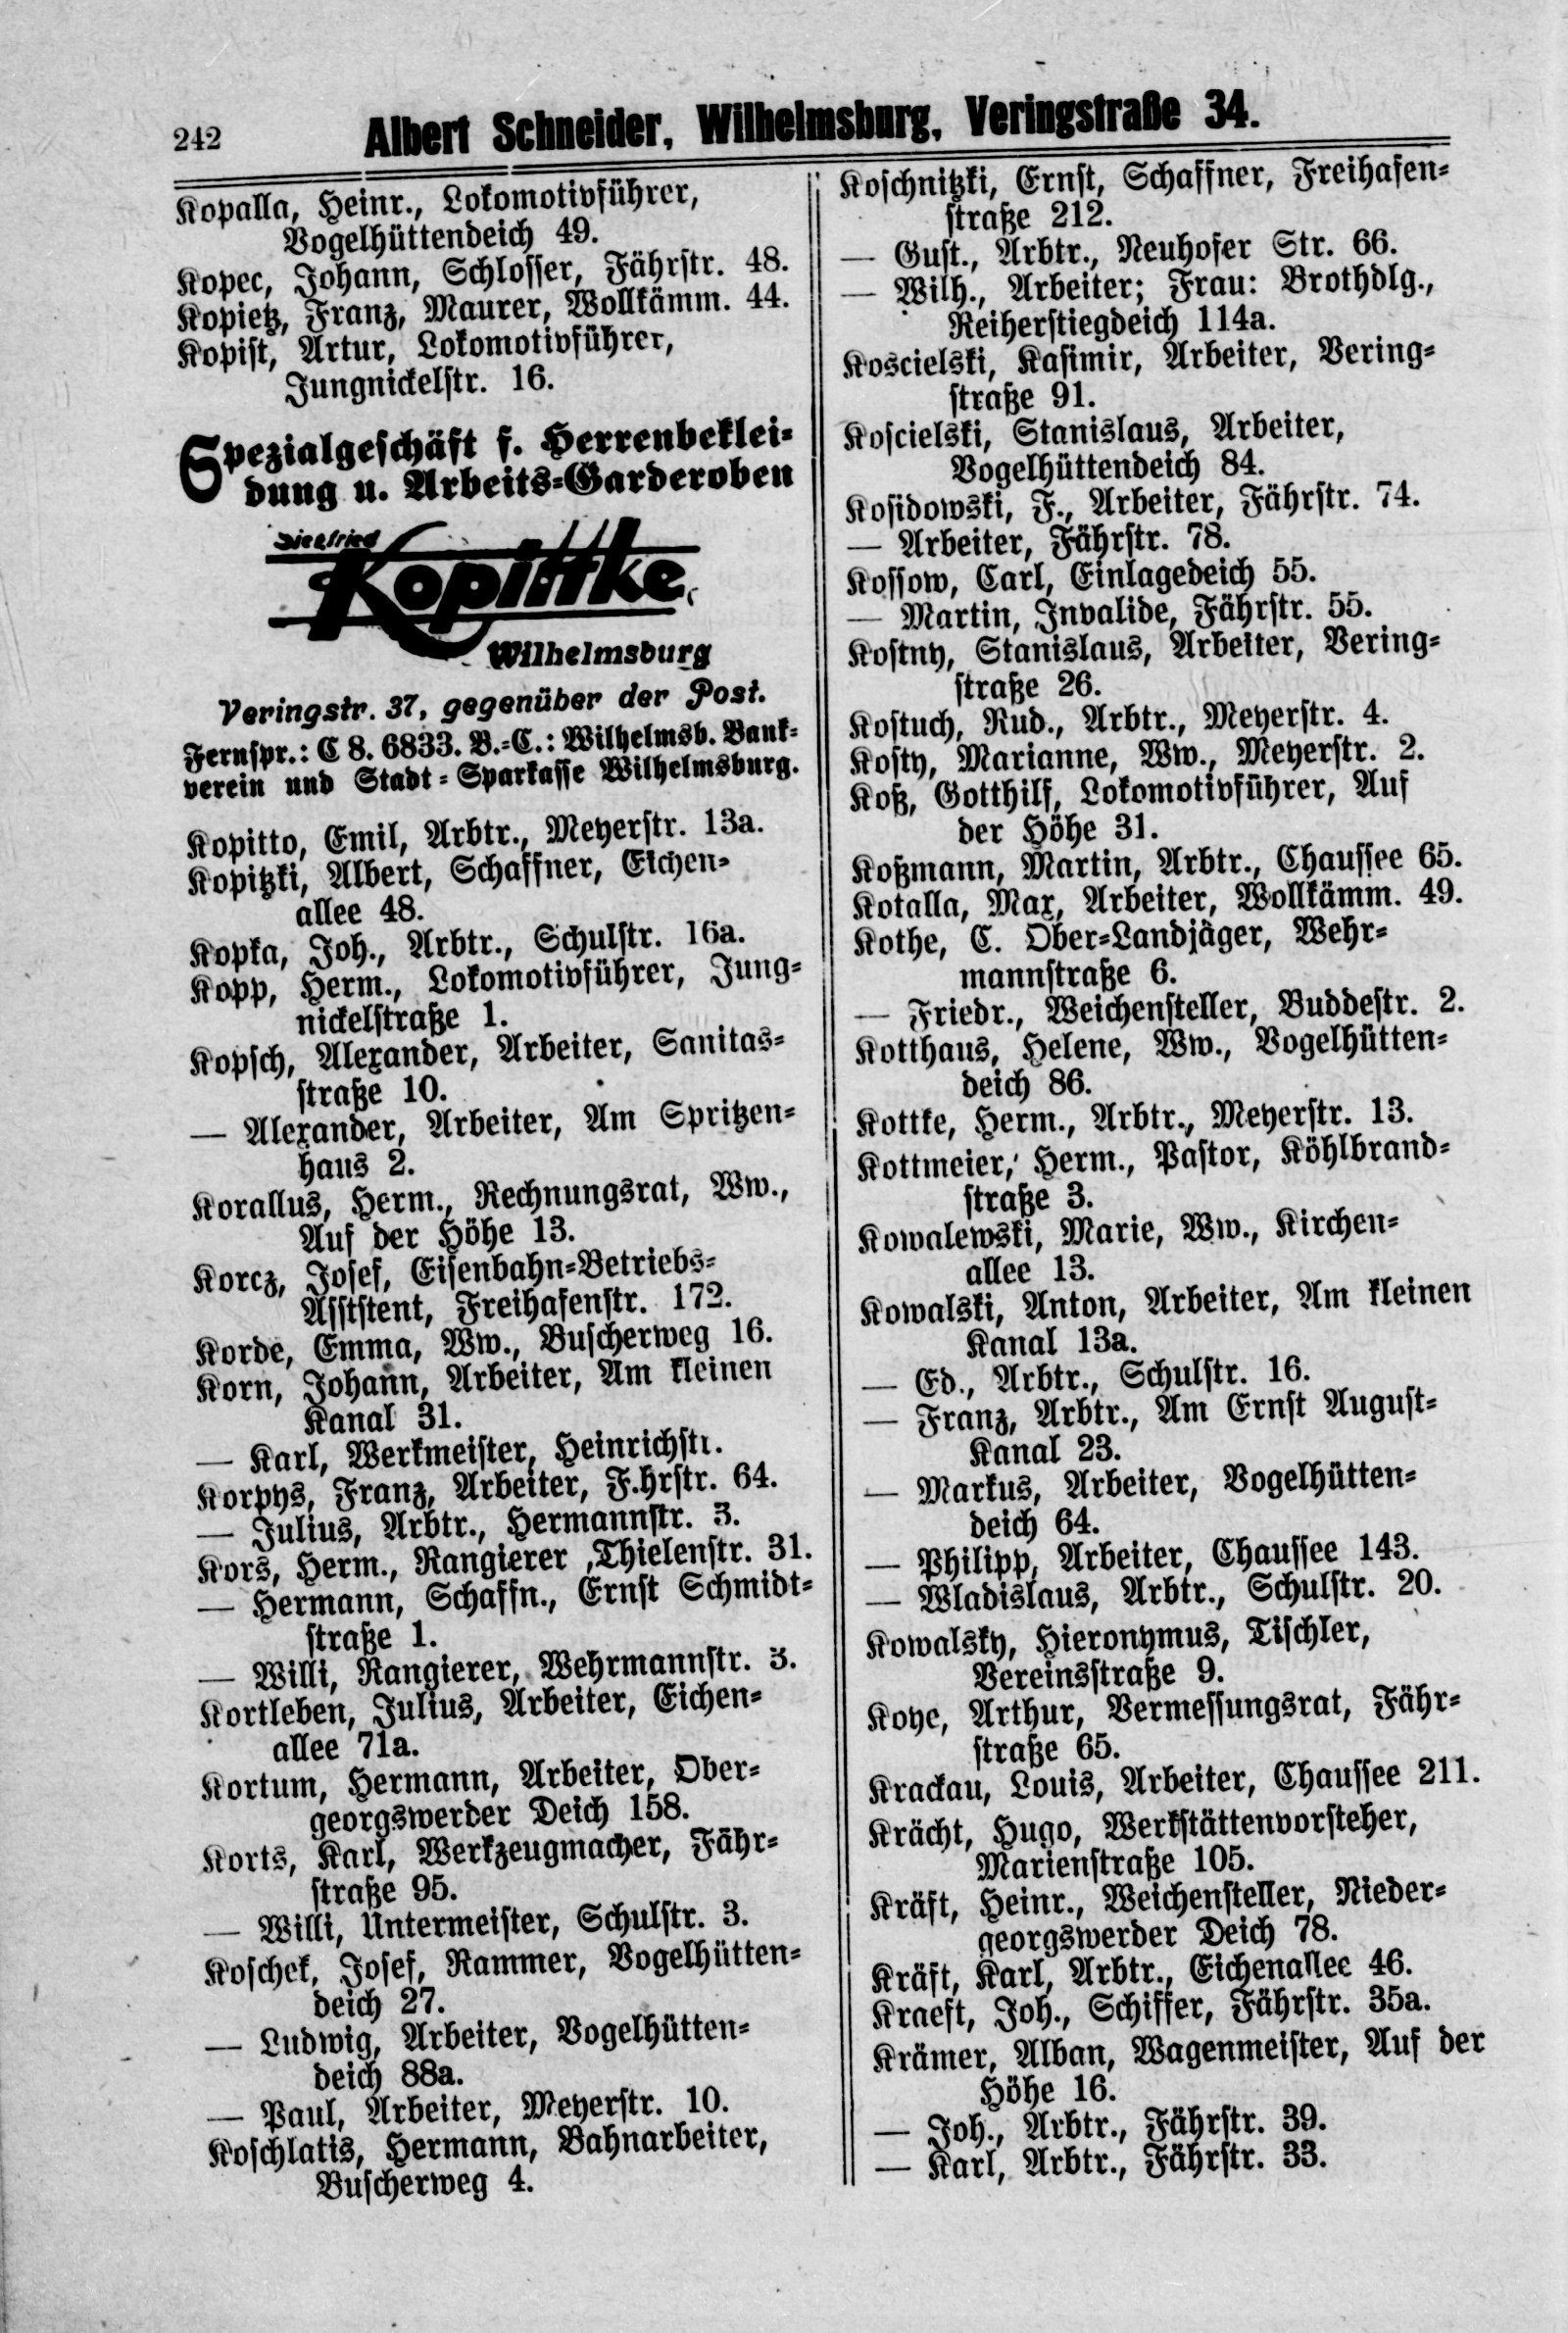 242
Albert Schneider, Wilhelmsburg, Veringstraße 34.
Kopalla, Heinr., Lokomotivführer,
Vogelhüttendeich 49.
Kopec, Johann, Schlosser, Fährstr. 48.
Kopietz, Franz, Maurer, Wollkämm. 44.
Kopist, Artur, Lokomotivführer,
Jungnickelstr. 16.
Spezialgeschäft f. Herrenbeklei-
dung u. Arbeits-Garderoben
Siegfried
Kopittke,
Wilhelmsburg
Veringstr. 37, gegenüber der Post.
Fernspr.: C 8. 6833. B.-C.: Wilhelmsb. Bank-
verein und Stadt-Sparkasse Wilhelmsburg.
Kopitto, Emil, Arbtr., Meyerstr. 13a.
Kopitzki, Albert, Schaffner, Eichen-
allee 48.
Kopka, Joh., Arbtr., Schulstr. 16a.
Kopp, Herm., Lokomotivführer, Jung-
nickelstraße 1.
Kopsch, Alexander, Arbeiter, Sanitas-
straße 10.
— Alexander, Arbeiter, Am Spritzen-
haus 2.
Korallus, Herm., Rechnungsrat, Ww.,
Auf der Höhe 13.
Korcz, Josef, Eisenbahn-Betriebs-
Asststent, Freihafenstr. 172.
Korde, Emma, Ww., Buscherweg 16.
Korn, Johann, Arbeiter, Am kleinen
Kanal 31.
— Karl, Werkmeister, Heinrichstr.
Korpys, Franz, Arbeiter, F.hrstr. 64.
— Julius, Arbtr., Hermannstr. 3.
Kors, Herm., Rangierer ,Thielenstr. 31.
— Hermann, Schaffn., Ernst Schmidt-
straße 1.
— Willi, Rangierer, Wehrmannstr. 3.
Kortleben, Julius, Arbeiter, Eichen-
allee 71a.
Kortum, Hermann, Arbeiter, Ober-
georgswerder Deich 158.
Korts, Karl, Werkzeugmacher, Fähr-
straße 95.
— Willi, Untermeister, Schulstr. 3.
Koschek, Josef, Rammer, Vogelhütten-
deich 27.
— Ludwig, Arbeiter, Vogelhütten-
deich 88a.
— Paul, Arbeiter, Meyerstr. 10.
Koschlatis, Hermann, Bahnarbeiter,
Buscherweg 4.
Koschnitzki, Ernst, Schaffner, Freihafen-
straße 212.
— Gust., Arbtr., Neuhofer Str. 66.
— Wilh., Arbeiter; Frau: Brothdlg.,
Reiherstiegdeich 114a.
Koscielski, Kasimir, Arbeiter, Vering-
straße 91.
Koscielski, Stanislaus, Arbeiter,
Vogelhüttendeich 84.
Kosidowski, F., Arbeiter, Fährstr. 74.
— Arbeiter, Fährstr. 78.
Kossow, Carl, Einlagedeich 55.
— Martin, Invalide, Fährstr. 55.
Kostny, Stanislaus, Arbeiter, Vering-
straße 26.
Kostuch, Rud., Arbtr., Meyerstr. 4.
Kosty, Marianne, Ww., Meyerstr. 2.
Koß, Gotthilf, Lokomotivführer, Auf
der Höhe 31.
Koßmann, Martin, Arbtr., Chaussee 65.
Kotalla, Max, Arbeiter, Wollkämm. 49.
Kothe, C. Ober-Landjäger, Wehr-
mannstraße 6.
— Friedr., Weichensteller, Buddestr. 2.
Kotthaus, Helene, Ww., Vogelhütten-
deich 86.
Kottke, Herm., Arbtr., Meyerstr. 13.
Kottmeier, Herm., Pastor, Köhlbrand-
straße 3.
Kowalewski, Marie, Ww., Kirchen-
allee 13.
Kowalski, Anton, Arbeiter, Am kleinen
Kanal 13a.
— Ed., Arbtr., Schulstr. 16.
— Franz, Arbtr., Am Ernst August-
Kanal 23.
— Markus, Arbeiter, Vogelhütten-
deich 64.
— Philipp, Arbeiter, Chaussee 143.
— Wladislaus, Arbtr., Schulstr. 20.
Kowalsky, Hieronymus, Tischler,
Vereinsstraße 9.
Koye, Arthur, Vermessungsrat, Fähr-
straße 65.
Krackau, Louis, Arbeiter, Chaussee 211.
Krächt, Hugo, Werkstättenvorsteher,
Marienstraße 105.
Kräft, Heinr., Weichensteller, Nieder-
georgswerder Deich 78.
Kräft, Karl, Arbtr., Eichenallee 46.
Kraeft, Joh., Schiffer, Fährstr. 35a.
Krämer, Alban, Wagenmeister, Auf der
Höhe 16.
— Joh., Arbtr., Fährstr. 39.
— Karl, Arbtr., Fährstr. 33.